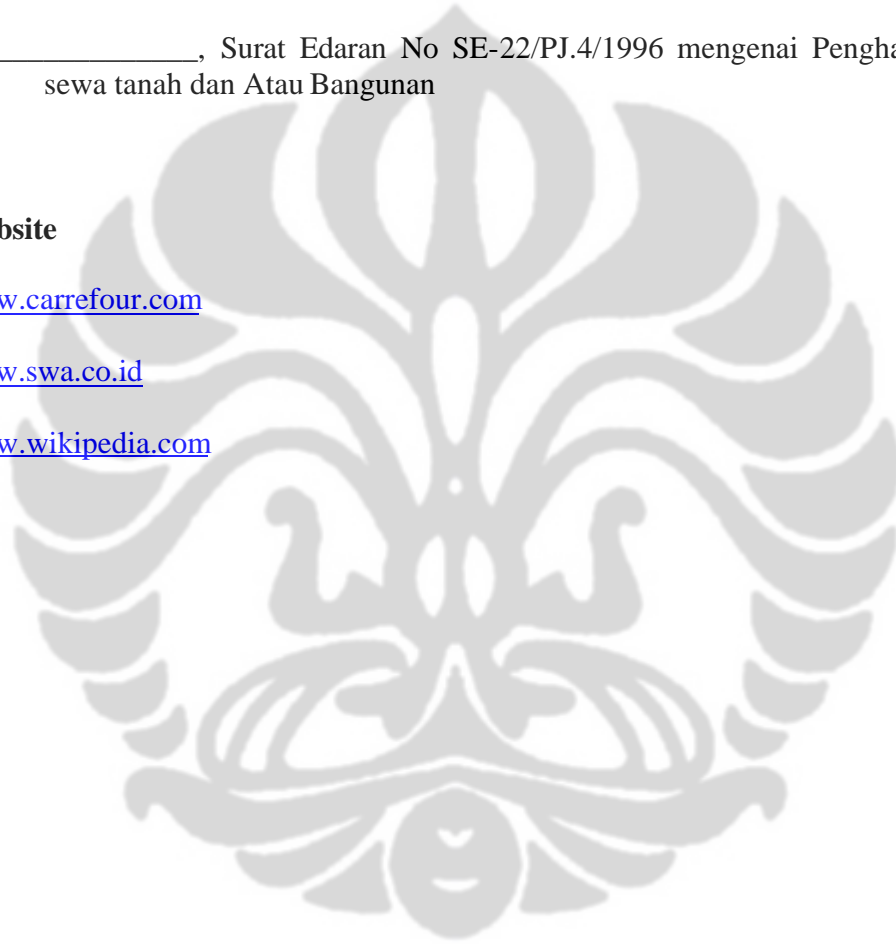 ______________, Surat Edaran No SE-22/PJ.4/1996 mengenai Pengha
sewa tanah dan Atau Bangunan
bsite
w.carrefour.com
w.swa.co.id
w.wikipedia.com